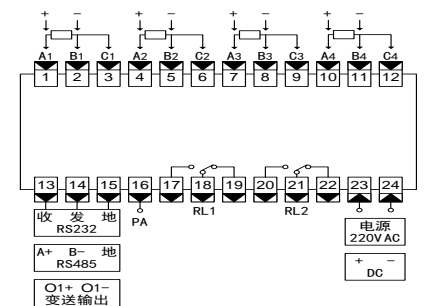 + − + − + − + −
A1 B1 C1 A2 B2 C2 A3 B3 C3 A4 B4 C4
1 2 3 4 5 6 7 8 9 10 11 12
13 14 15 16 17 18 19 20 21 22 23 24
收 发 地
RS232
PA
RL1
RL2
电源
220V AC
A+ B− 地
RS485
+ −
DC
O1+ O1−
变送输出